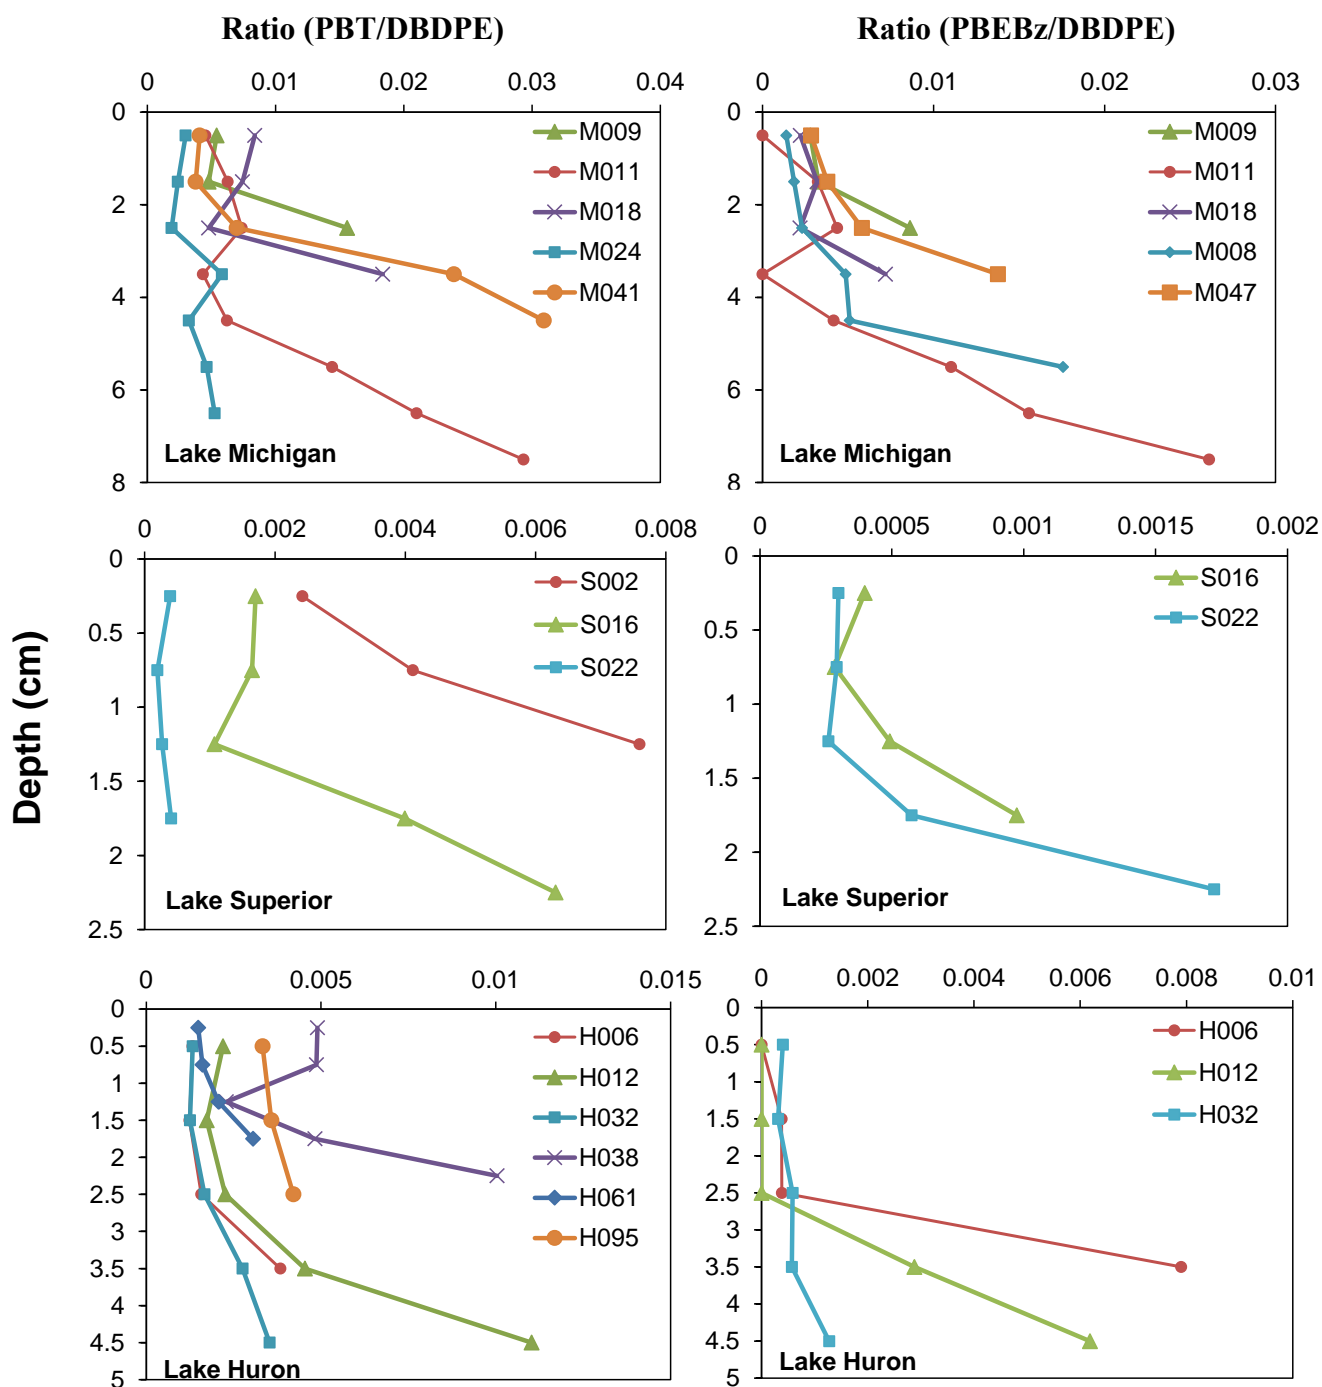 Ratio (PBT/DBDPE)
Ratio (PBEBz/DBDPE)
0 0.01 0.02 0.03 0.04
0
2
4
6
8
M009
M011
M018
M024
M041
Lake Michigan
0 0.01 0.02 0.03
0
2
4
6
8
M009
M011
M018
M008
M047
Lake Michigan
Depth (cm)
0 0.002 0.004 0.006 0.008
0
0.5
1
1.5
2
2.5
S002
S016
S022
Lake Superior
0 0.0005 0.001 0.0015 0.002
0
0.5
1
1.5
2
2.5
S016
S022
Lake Superior
0 0.005 0.01 0.015
0
0.5
1
1.5
2
2.5
3
3.5
4
4.5
5
H006
H012
H032
H038
H061
H095
Lake Huron
0 0.002 0.004 0.006 0.008 0.01
0
0.5
1
1.5
2
2.5
3
3.5
4
4.5
5
H006
H012
H032
Lake Huron